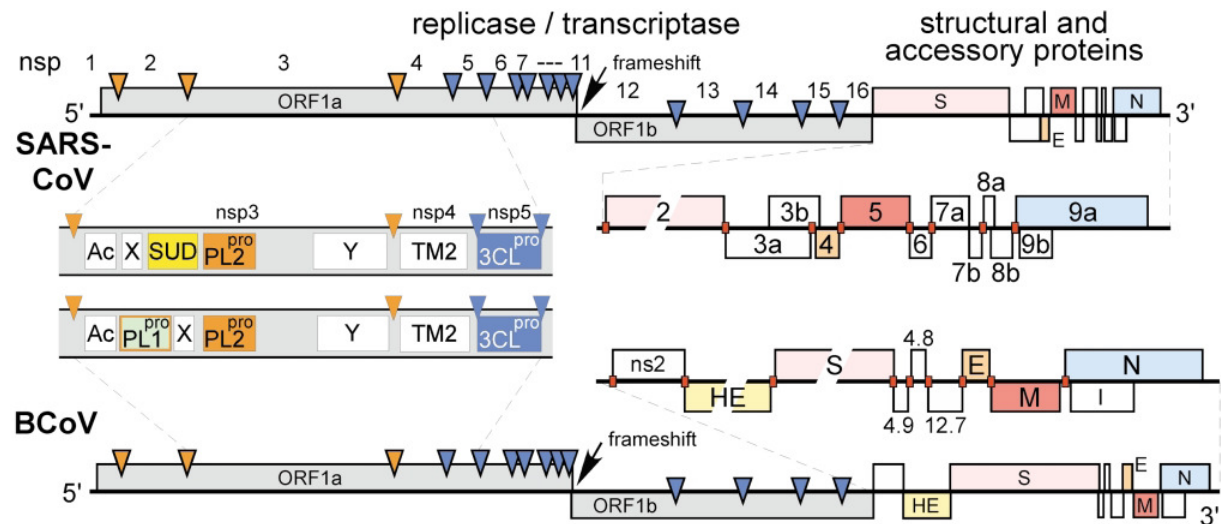 replicase / transcriptase
structural and
accessory proteins
nsp 1 2 3 4 5 6 7 --- 11 frameshift 12 13 14 15 16
5' ORF1a ORF1b S E M N 3'
SARS-
CoV
nsp3 nsp4 nsp5
Ac X SUD PL2pro Y TM2 3CLpro
2 3a 3b 4 5 6 7a 7b 8a 8b 9a 9b
Ac PL1pro X PL2pro Y TM2 3CLpro
ns2 HE S 4.9 4.8 12.7 E M N I
BCoV
frameshift
5' ORF1a ORF1b HE S E M N 3'